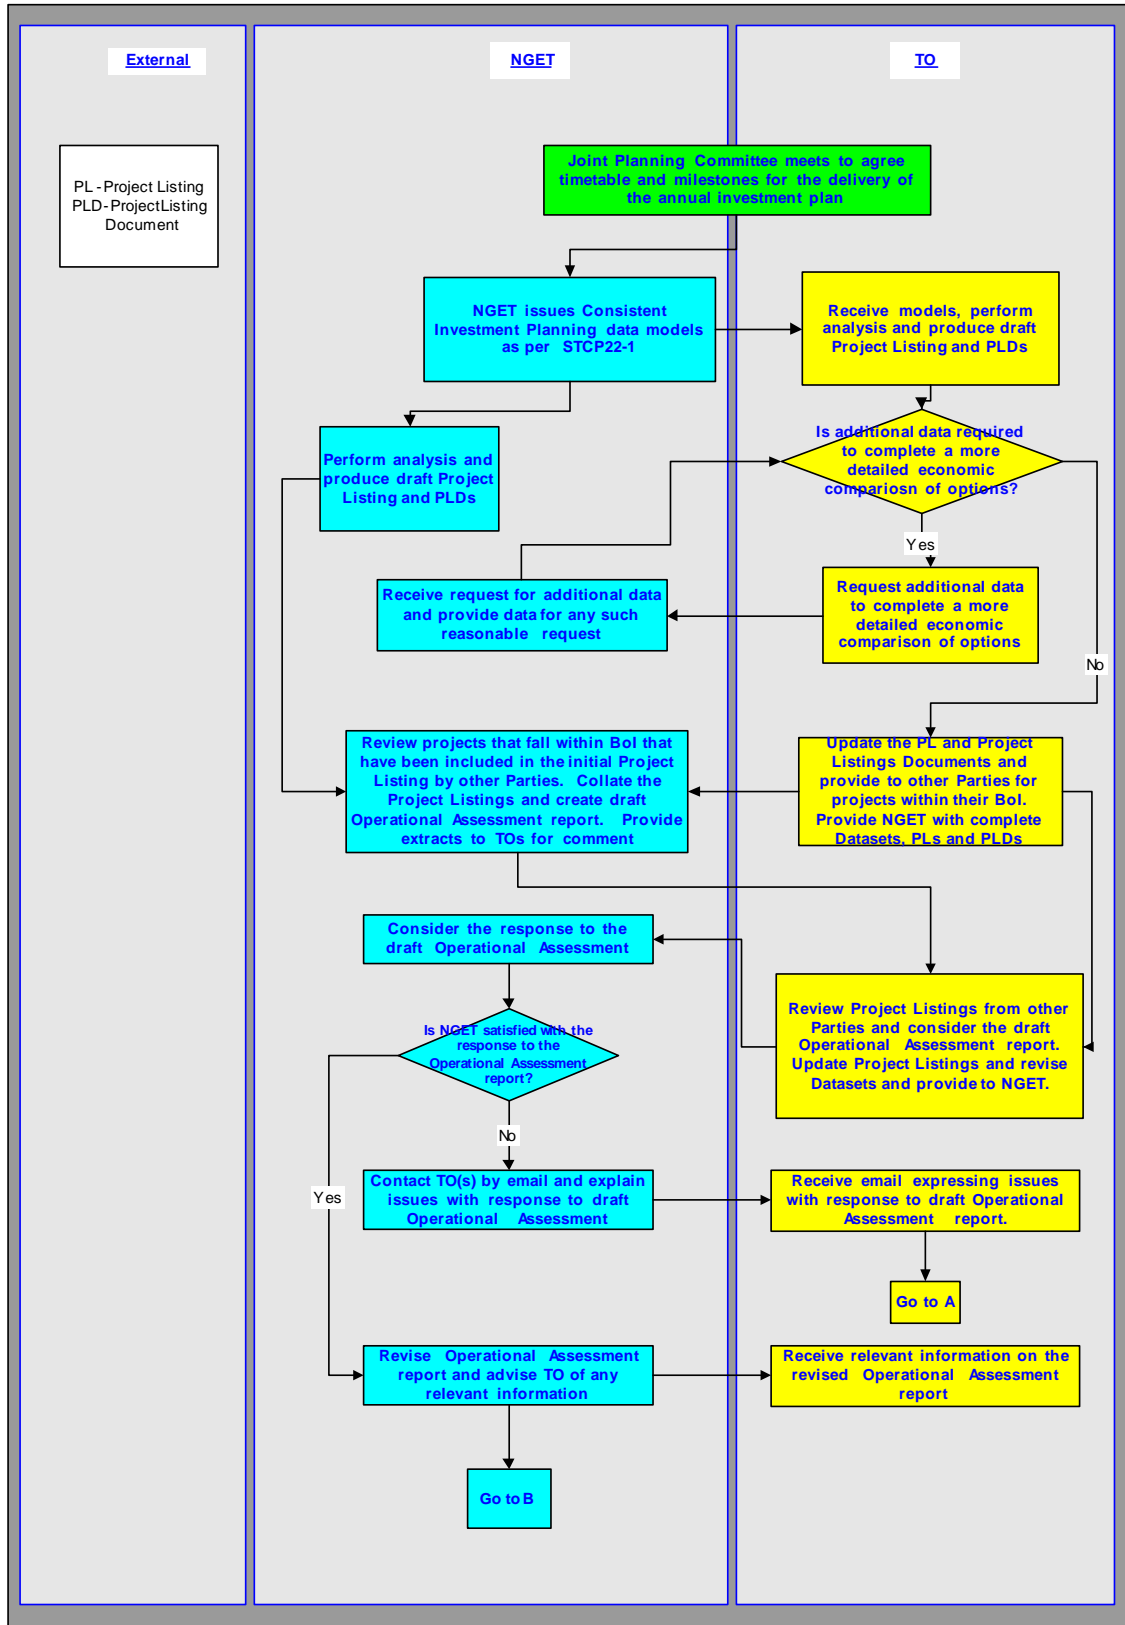 External
NGET
TO
PL - Project Listing
PLD - ProjectListing
Document
Joint Planning Committee meets to agree
timetable and milestones for the delivery of
the annual investment plan
NGET issues Consistent
Investment Planning data models
as per STCP22-1
Receive models, perform
analysis and produce draft
Project Listing and PLDs
Perform analysis and
produce draft Project
Listing and PLDs
Is additional data required
to complete a more
detailed economic
compariosn of options?
Yes
Receive request for additional data
and provide data for any such
reasonable request
Request additional data
to complete a more
detailed economic
comparison of options
No
Review projects that fall within BoI that
have been included in the initial Project
Listing by other Parties. Collate the
Project Listings and create draft
Operational Assessment report. Provide
extracts to TOs for comment
Update the PL and Project
Listings Documents and
provide to other Parties for
projects within their BoI.
Provide NGET with complete
Datasets, PLs and PLDs
Consider the response to the
draft Operational Assessment
Review Project Listings from other
Parties and consider the draft
Operational Assessment report.
Update Project Listings and revise
Datasets and provide to NGET.
Is NGET satisfied with the
response to the
Operational Assessment
report?
No
Yes
Contact TO(s) by email and explain
issues with response to draft
Operational Assessment
Receive email expressing issues
with response to draft Operational
Assessment report.
Go to A
Revise Operational Assessment
report and advise TO of any
relevant information
Receive relevant information on the
revised Operational Assessment
report
Go to B